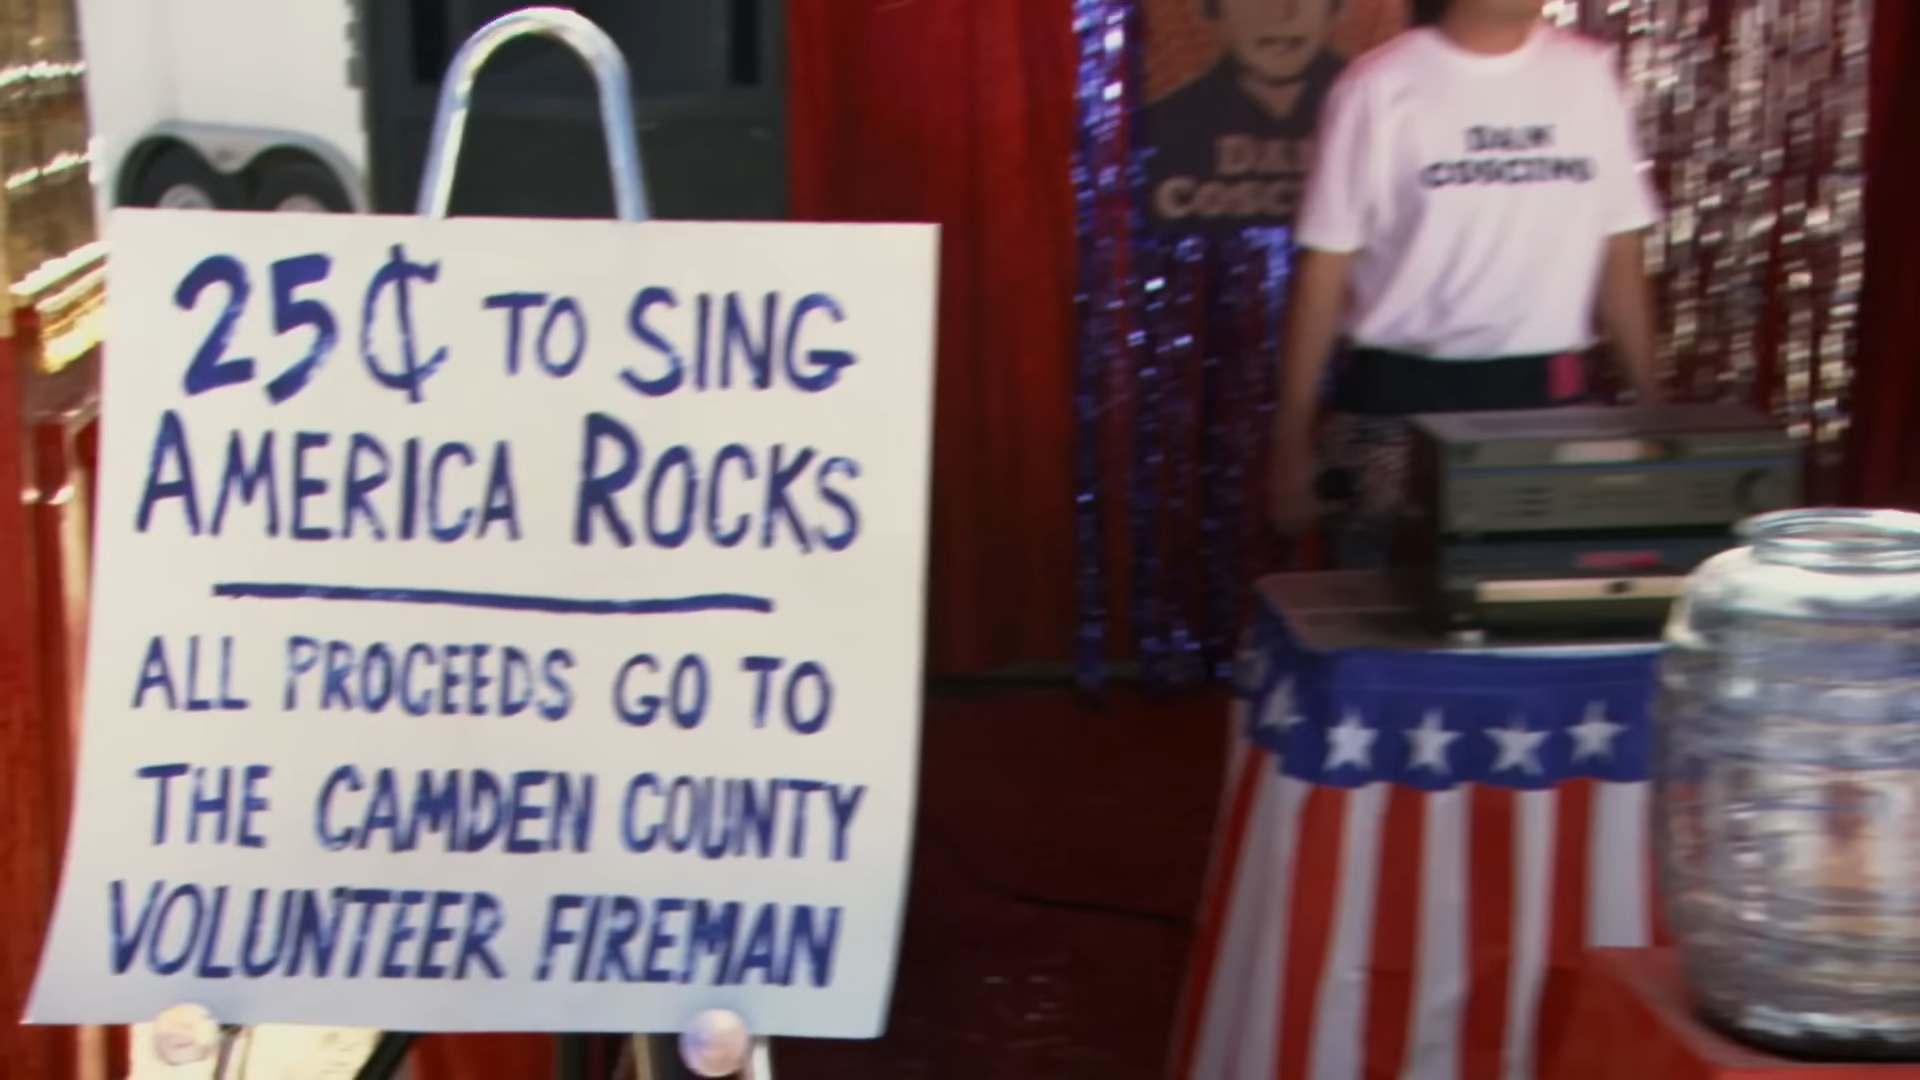 25¢ TO SING
AMERICA ROCKS
ALL PROCEEDS GO TO
THE CAMDEN COUNTY
VOLUNTEER FIREMAN